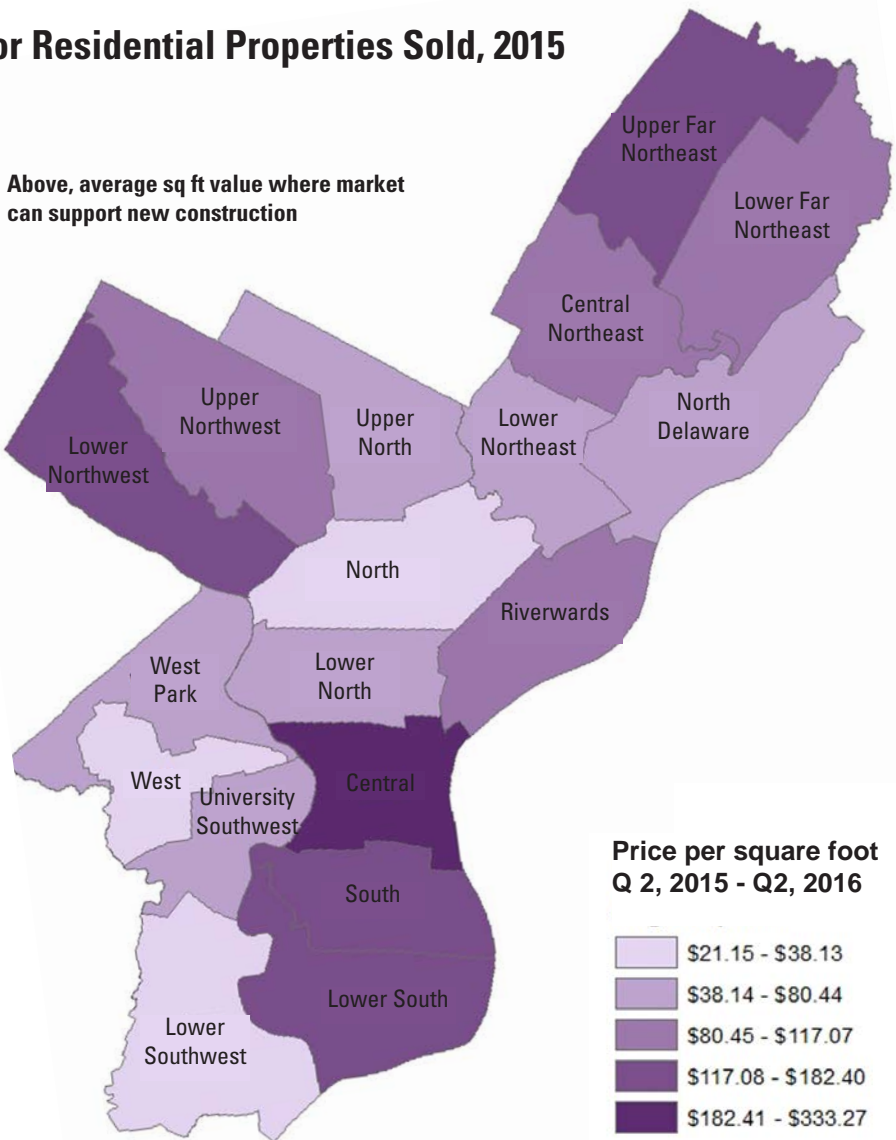 or Residential Properties Sold, 2015
Above, average sq ft value where market
can support new construction
Upper Far
Northeast
Lower Far
Northeast
Central
Northeast
Upper
Northwest
Lower
Northwest
Upper
North
Lower
Northeast
North
Delaware
North
Riverwards
West
Park
Lower
North
West
University
Southwest
Central
South
Lower South
Lower
Southwest
Price per square foot
Q 2, 2015 - Q2, 2016
$21.15 - $38.13
$38.14 - $80.44
$80.45 - $117.07
$117.08 - $182.40
$182.41 - $333.27